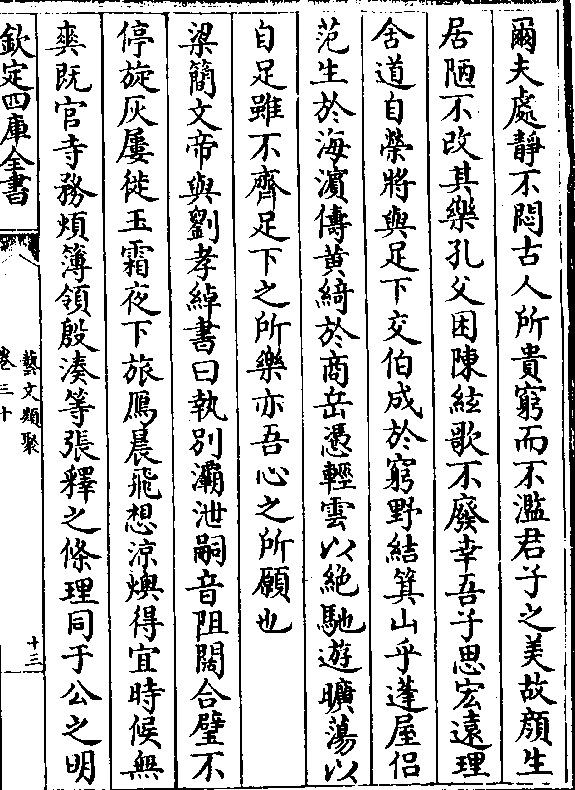 爾夫處靜不悶古人所貴窮而不濫君子之美故顔生
居陋不改其樂孔父困陳絃歌不廢幸吾子思宏遠理
舍道自榮將與足下交伯成於窮野結箕山乎蓬屋侣
范生於海濵儔黄綺於商岳憑輕雲以絶馳遊曠蕩以
自足雖不齊足下之所樂亦吾心之所願也
梁簡文帝與劉孝綽書曰執别灞浐嗣音阻闊合璧不
停旋灰屢徙玉霜夜下旅鴈晨飛想涼燠得宜時候無
爽既官寺務煩簿領殷湊等張釋之條理同于公之明
欽定四庫全書
藝文類聚
卷三十
十三